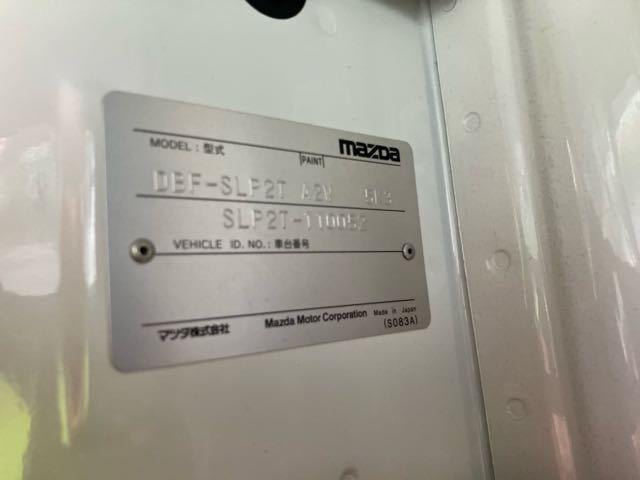 MODEL : 型式
PAINT
mazda
DBF-SLP2T A2W
SLP2T-110052
VEHICLE ID. NO. : 車台番号
マツダ株式会社
Mazda Motor Corporation
Made in Japan
(S083A)